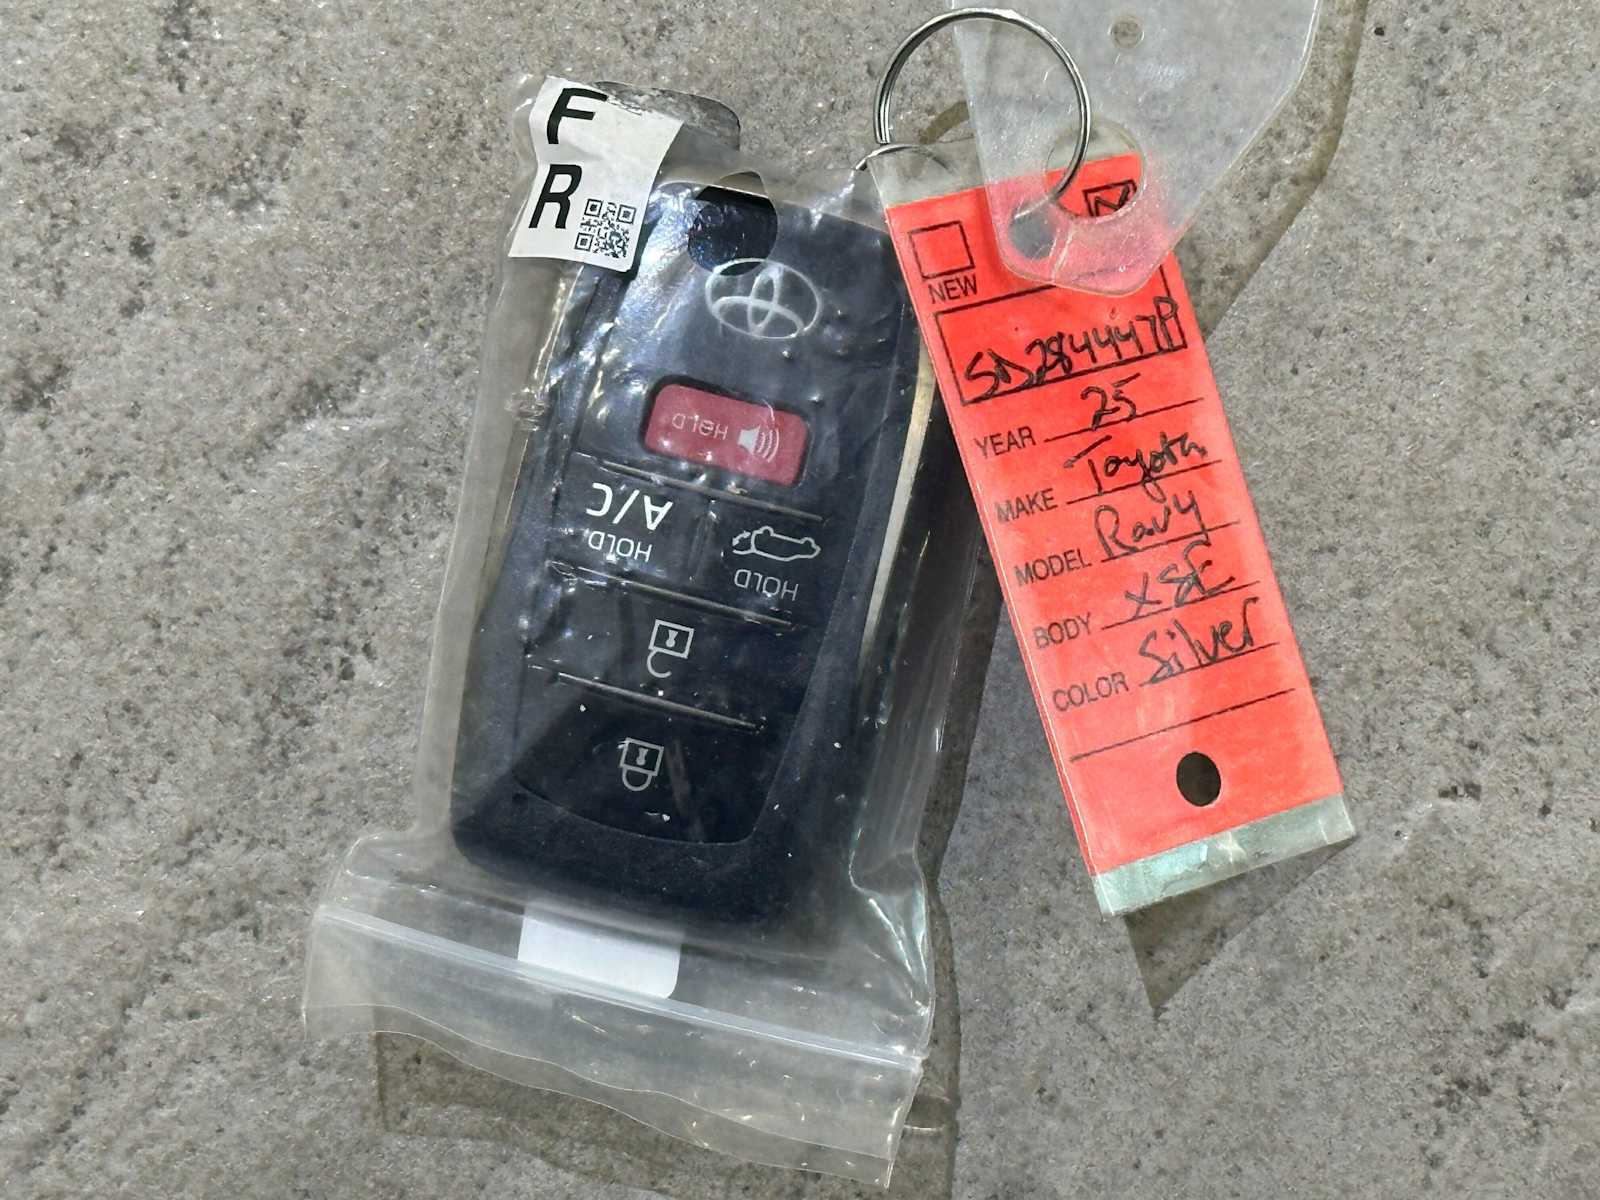 F
R
HOLD
A/C
HOLD
HOLD
NEW
SD284447P
YEAR 25
MAKE Toyota
MODEL Rav4
BODY XSE
COLOR Silver